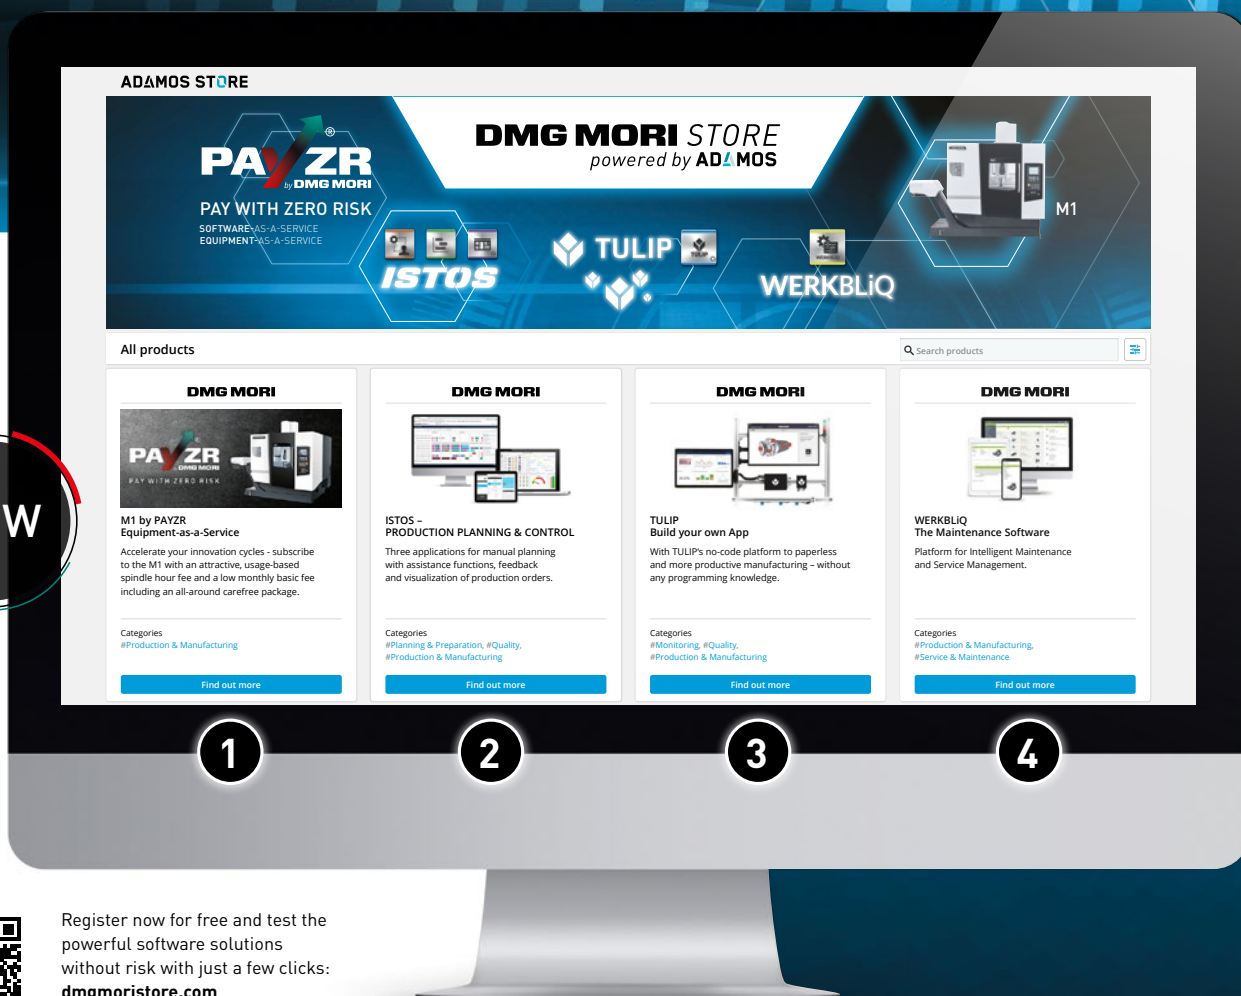 ADAMOS STORE
PAYZR®
by DMG MORI
PAY WITH ZERO RISK
SOFTWARE-AS-A-SERVICE
EQUIPMENT-AS-A-SERVICE
DMG MORI STORE
powered by ADAMOS
M1
ISTOS
TULIP
TULIP
WERKBLiQ
All products
Search products
DMG MORI
PAYZR
DMG MORI
PAY WITH ZERO RISK
M1 by PAYZR
Equipment-as-a-Service
Accelerate your innovation cycles - subscribe
to the M1 with an attractive, usage-based
spindle hour fee and a low monthly basic fee
including an all-around carefree package.
Categories
#Production & Manufacturing
Find out more
DMG MORI
ISTOS –
PRODUCTION PLANNING & CONTROL
Three applications for manual planning
with assistance functions, feedback
and visualization of production orders.
Categories
#Planning & Preparation, #Quality,
#Production & Manufacturing
Find out more
DMG MORI
TULIP
Build your own App
With TULIP's no-code platform to paperless
and more productive manufacturing – without
any programming knowledge.
Categories
#Monitoring, #Quality,
#Production & Manufacturing
Find out more
DMG MORI
WERKBLiQ
The Maintenance Software
Platform for Intelligent Maintenance
and Service Management.
Categories
#Production & Manufacturing,
#Service & Maintenance
Find out more
W
1
2
3
4
Register now for free and test the
powerful software solutions
without risk with just a few clicks:
dmgmoristore.com